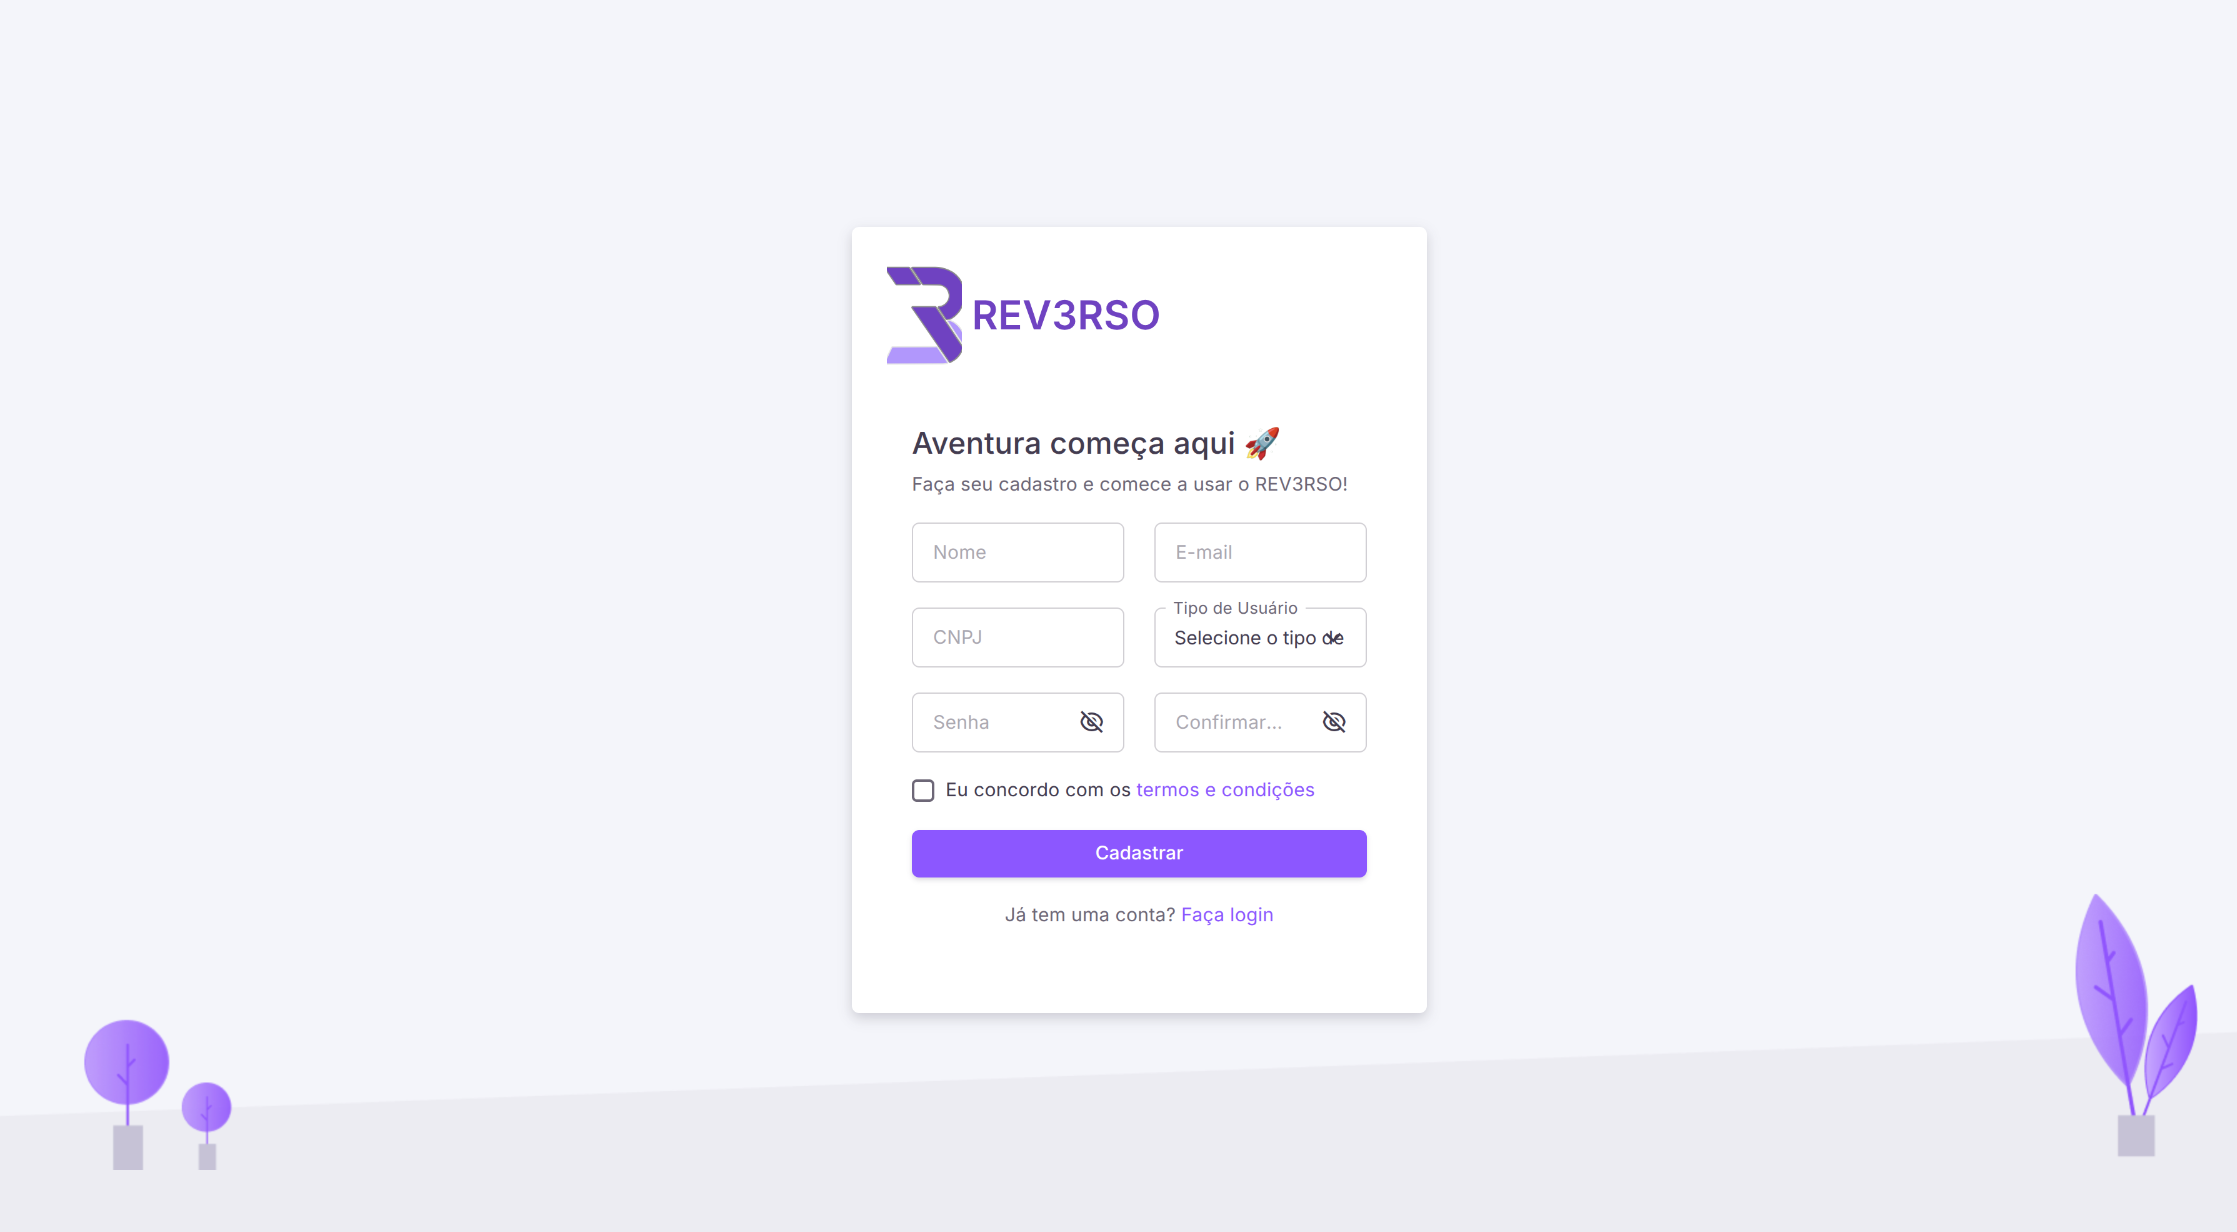 REV3RSO
Aventura começa aqui 🚀
Faça seu cadastro e comece a usar o REV3RSO!
Nome
E-mail
CNPJ
Tipo de Usuário
Selecione o tipo de
Senha
Confirmar...
Eu concordo com os termos e condições
Cadastrar
Já tem uma conta? Faça login